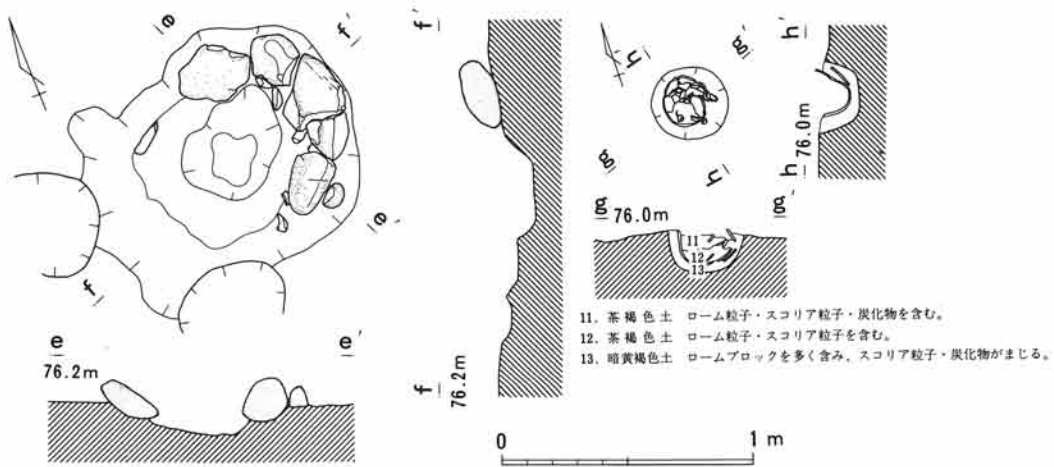 e
f′
e′
f
e
76.2m
e′
f′
f
76.2m
h′
g′
g
h
h′
h
76.0m
g
76.0m
g′
11
12
13
11. 茶褐色土 ローム粒子・スコリア粒子・炭化物を含む。
12. 茶褐色土 ローム粒子・スコリア粒子を含む。
13. 暗黄褐色土 ロームブロックを多く含み、スコリア粒子・炭化物がまじる。
0
1 m